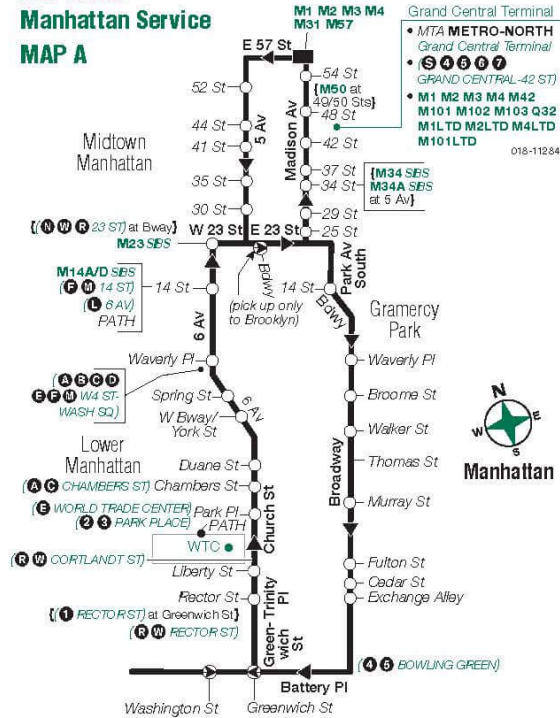 Manhattan Service
MAP A
M1 M2 M3 M4
M31 M57
Grand Central Terminal
• MTA METRO-NORTH
Grand Central Terminal
• (S 4 5 6 7
GRAND CENTRAL-42 ST)
• M1 M2 M3 M4 M42
M101 M102 M103 Q32
M1LTD M2LTD M4LTD
M101LTD
018-11284
E 57 St
54 St
{M50 at
49/50 Sts}
48 St
42 St
37 St
34 St
29 St
25 St
{M34 SBS
M34A SBS
at 5 Av}
Madison Av
52 St
44 St
41 St
35 St
30 St
5 Av
Midtown
Manhattan
{(N W R 23 ST) at Bway}
M23 SBS
W 23 St
E 23 St
Bdwy
(pick up only
to Brooklyn)
Park Av
South
14 St
Bdwy
Gramercy
Park
M14A/D SBS
(F M 14 ST)
(L 6 AV)
PATH
14 St
6 Av
Waverly Pl
(A B C D
E F M W4 ST-
WASH SQ)
Spring St
6 Av
W Bway/
York St
Lower
Manhattan
Duane St
(A C CHAMBERS ST)
Chambers St
(E WORLD TRADE CENTER)
(2 3 PARK PLACE)
Park Pl
PATH
Church St
WTC •
(R W CORTLANDT ST)
Liberty St
Rector St
{(1 RECTOR ST) at Greenwich St}
(R W RECTOR ST)
Trinity
Pl
Green-
wich
St
Waverly Pl
Broome St
Walker St
Thomas St
Murray St
Broadway
Fulton St
Cedar St
Exchange Alley
N
W
E
S
Manhattan
(4 5 BOWLING GREEN)
Battery Pl
Washington St
Greenwich St